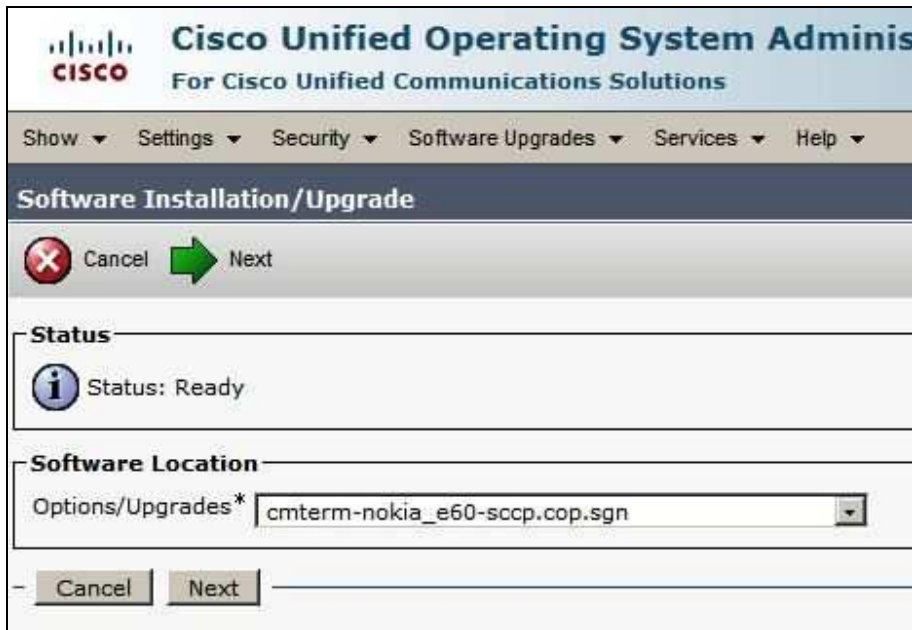 CISCO
Cisco Unified Operating System Adminis
For Cisco Unified Communications Solutions
Show Settings Security Software Upgrades Services Help
Software Installation/Upgrade
Cancel Next
Status
i Status: Ready
Software Location
Options/Upgrades* cmterm-nokia_e60-sccp.cop.sgn
Cancel Next